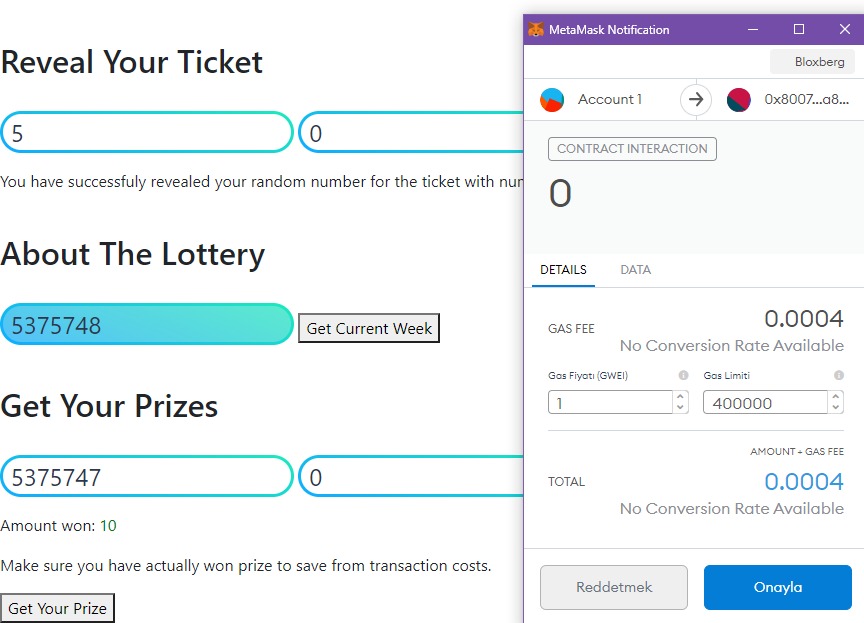 Reveal Your Ticket
5
0
You have successfuly revealed your random number for the ticket with
About The Lottery
5375748
Get Current Week
Get Your Prizes
5375747
0
Amount won: 10
Make sure you have actually won prize to save from transaction costs.
Get Your Prize
MetaMask Notification
Bloxberg
Account 1
0x8007...a8...
CONTRACT INTERACTION
0
DETAILS
DATA
GAS FEE
0.0004
No Conversion Rate Available
Gas Fiyatı (GWEI)
Gas Limiti
1
400000
AMOUNT + GAS FEE
TOTAL
0.0004
No Conversion Rate Available
Reddetmek
Onayla